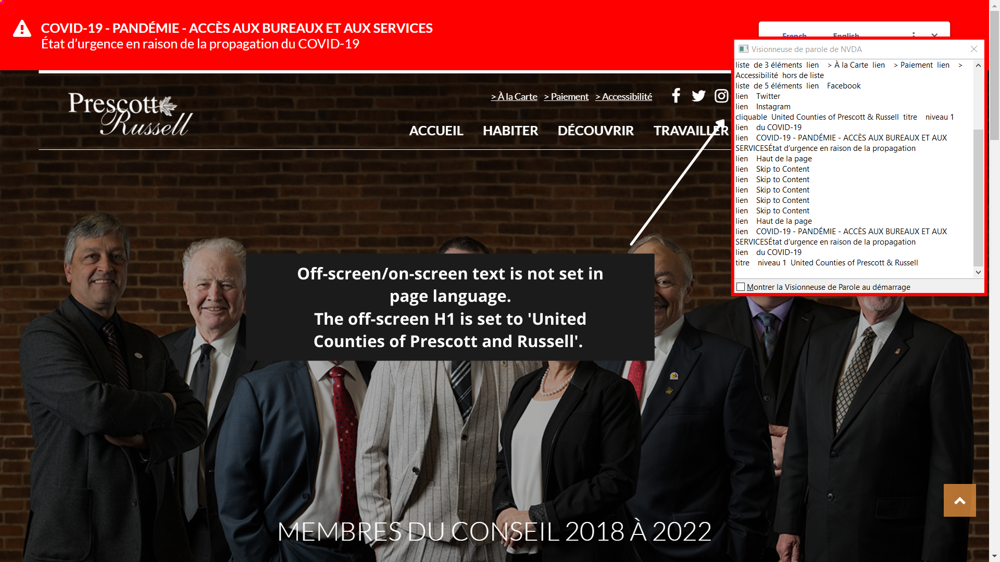 COVID-19 - PANDÉMIE - ACCÈS AUX BUREAUX ET AUX SERVICES
État d’urgence en raison de la propagation du COVID-19
French English
Prescott
Russell
> À la Carte > Paiement > Accessibilité
ACCUEIL HABITER DÉCOUVRIR TRAVAILLER
Visionneuse de parole de NVDA
liste de 3 éléments lien > À la Carte lien > Paiement lien >
Accessibilité hors de liste
liste de 5 éléments lien Facebook
lien Twitter
lien Instagram
cliquable United Counties of Prescott & Russell titre niveau 1
lien du COVID-19
lien COVID-19 - PANDÉMIE - ACCÈS AUX BUREAUX ET AUX
SERVICESÉtat d’urgence en raison de la propagation
lien Haut de la page
lien Skip to Content
lien Skip to Content
lien Skip to Content
lien Skip to Content
lien Skip to Content
lien Haut de la page
lien COVID-19 - PANDÉMIE - ACCÈS AUX BUREAUX ET AUX
SERVICESÉtat d’urgence en raison de la propagation
lien du COVID-19
titre niveau 1 United Counties of Prescott & Russell
Montrer la Visionneuse de Parole au démarrage
Off-screen/on-screen text is not set in
page language.
The off-screen H1 is set to 'United
Counties of Prescott and Russell'.
MEMBRES DU CONSEIL 2018 À 2022